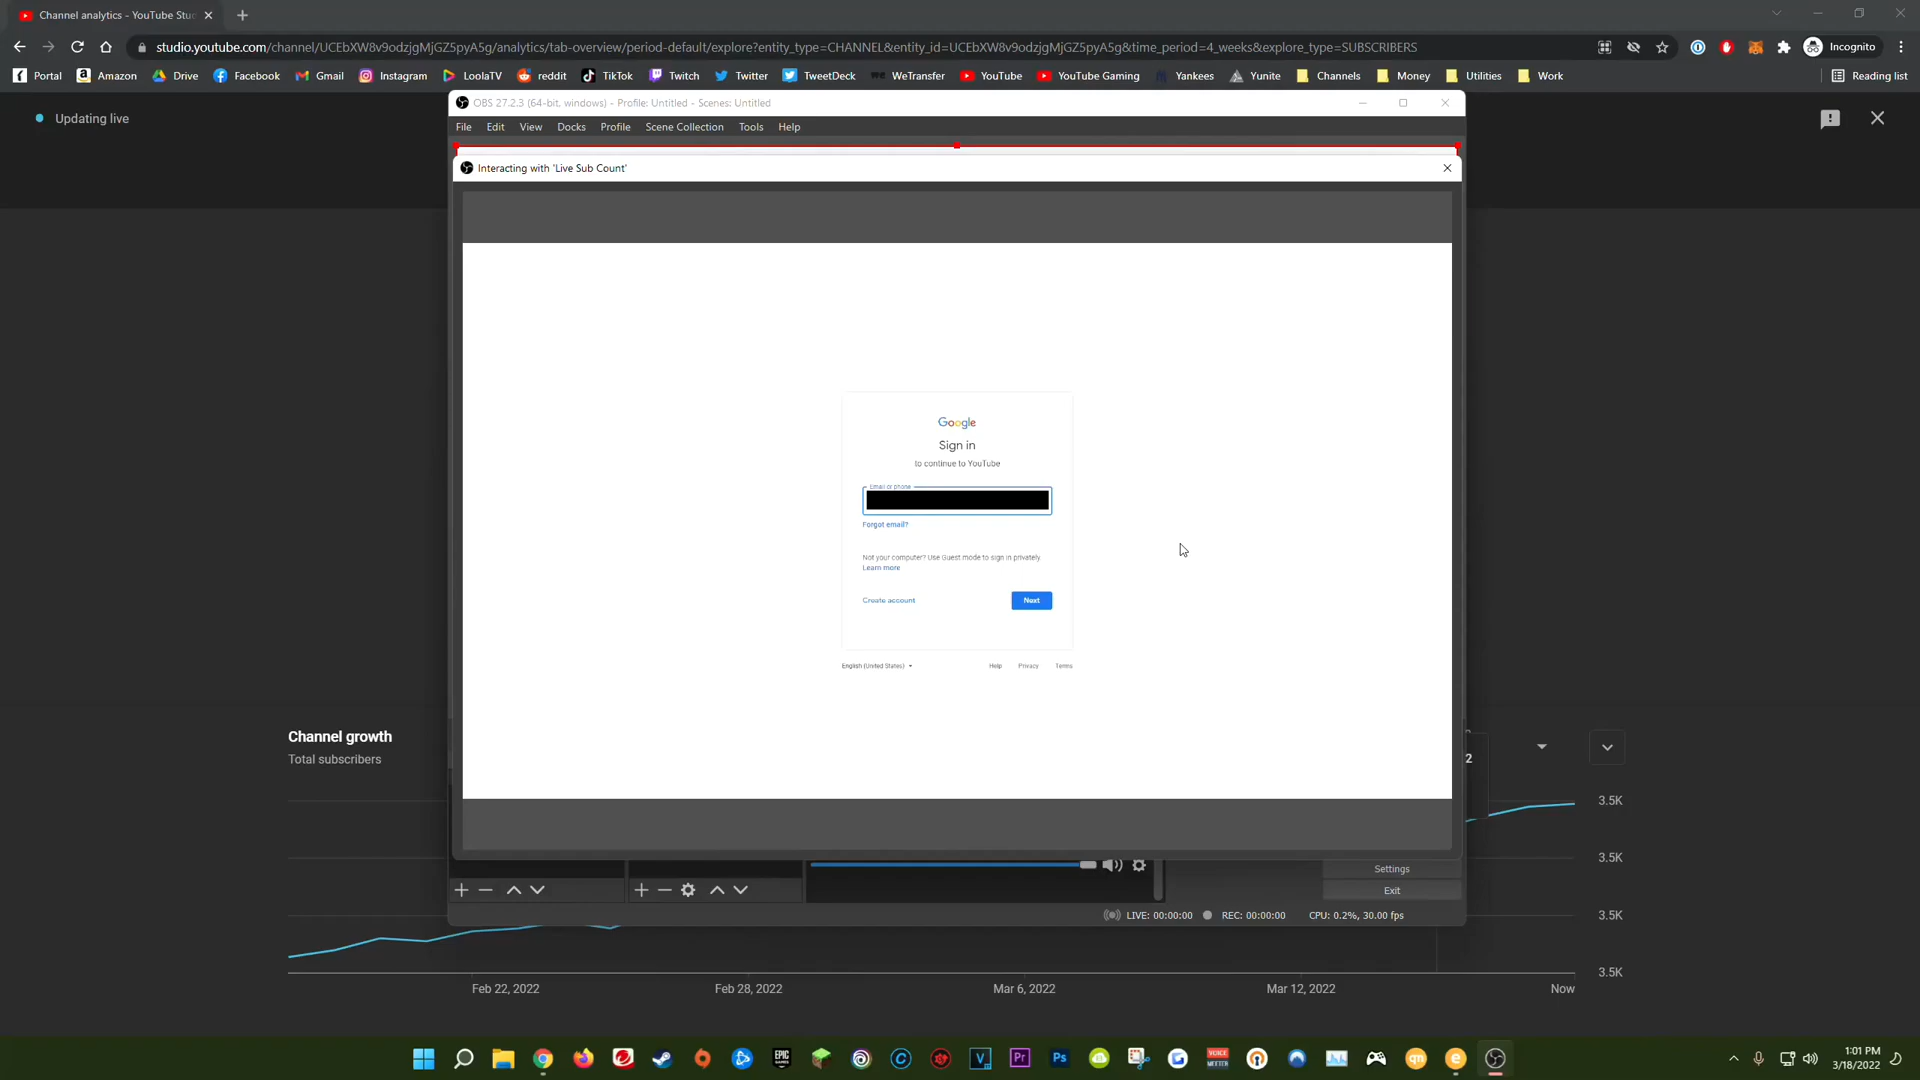 Channel analytics - YouTube Stu
studio.youtube.com/channel/UCEbXW8v9odzjgMjGZ5pyA5g/analytics/tab-overview/period-default/explore?entity_type=CHANNEL&entity_id=UCEbXW8v9odzjgMjGZ5pyA5g&time_period=4_weeks&explore_type=SUBSCRIBERS
Incognito
Portal Amazon Drive Facebook Gmail Instagram LoolaTV reddit TikTok Twitch Twitter TweetDeck WeTransfer YouTube YouTube Gaming Yankees Yunite Channels Money Utilities Work Reading list
OBS 27.2.3 (64-bit, windows) - Profile: Untitled - Scenes: Untitled
Updating live
File Edit View Docks Profile Scene Collection Tools Help
Interacting with 'Live Sub Count'
Google
Sign in
to continue to YouTube
Email or phone
Forgot email?
Not your computer? Use Guest mode to sign in privately.
Learn more
Create account Next
English (United States) Help Privacy Terms
Channel growth
Total subscribers
2
3.5K
3.5K
Settings
Exit
LIVE: 00:00:00 REC: 00:00:00 CPU: 0.2%, 30.00 fps
3.5K
3.5K
Feb 22, 2022 Feb 28, 2022 Mar 6, 2022 Mar 12, 2022 Now
EPIC GAMES
V Pr Ps VOICE MEETER qn e
1:01 PM
3/18/2022